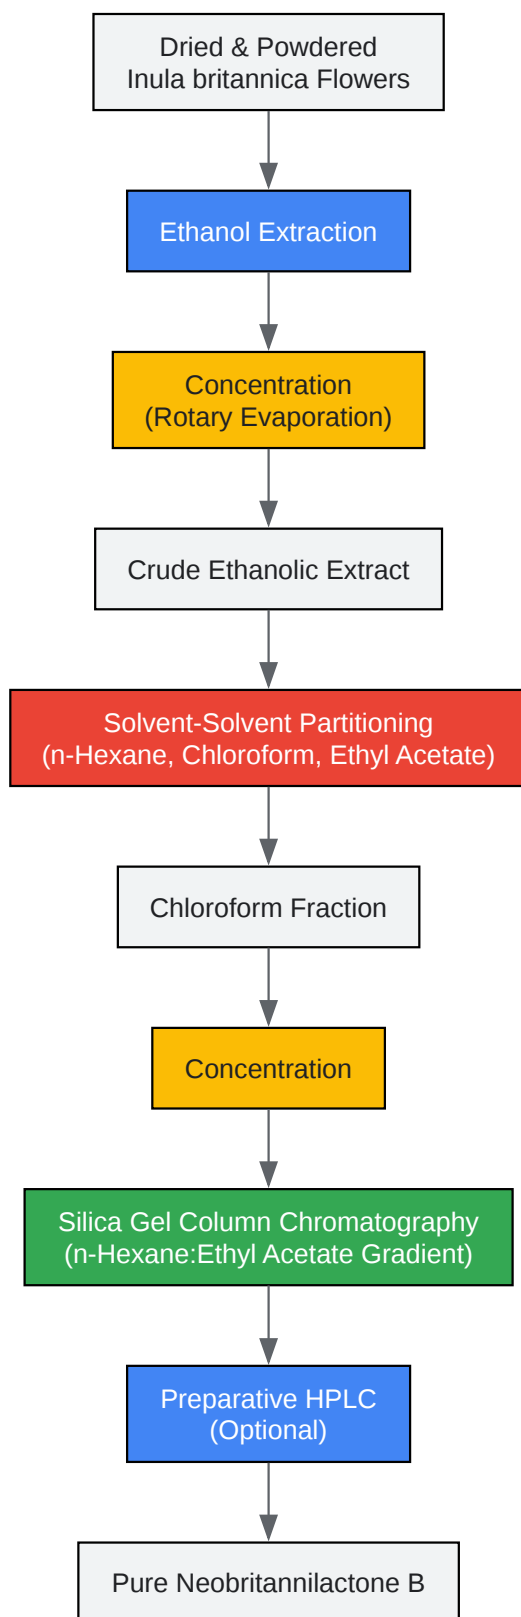 Dried & Powdered
Inula britannica Flowers
Ethanol Extraction
Concentration
(Rotary Evaporation)
Crude Ethanolic Extract
Solvent-Solvent Partitioning
(n-Hexane, Chloroform, Ethyl Acetate)
Chloroform Fraction
Concentration
Silica Gel Column Chromatography
(n-Hexane:Ethyl Acetate Gradient)
Preparative HPLC
(Optional)
Pure Neobritannilactone B